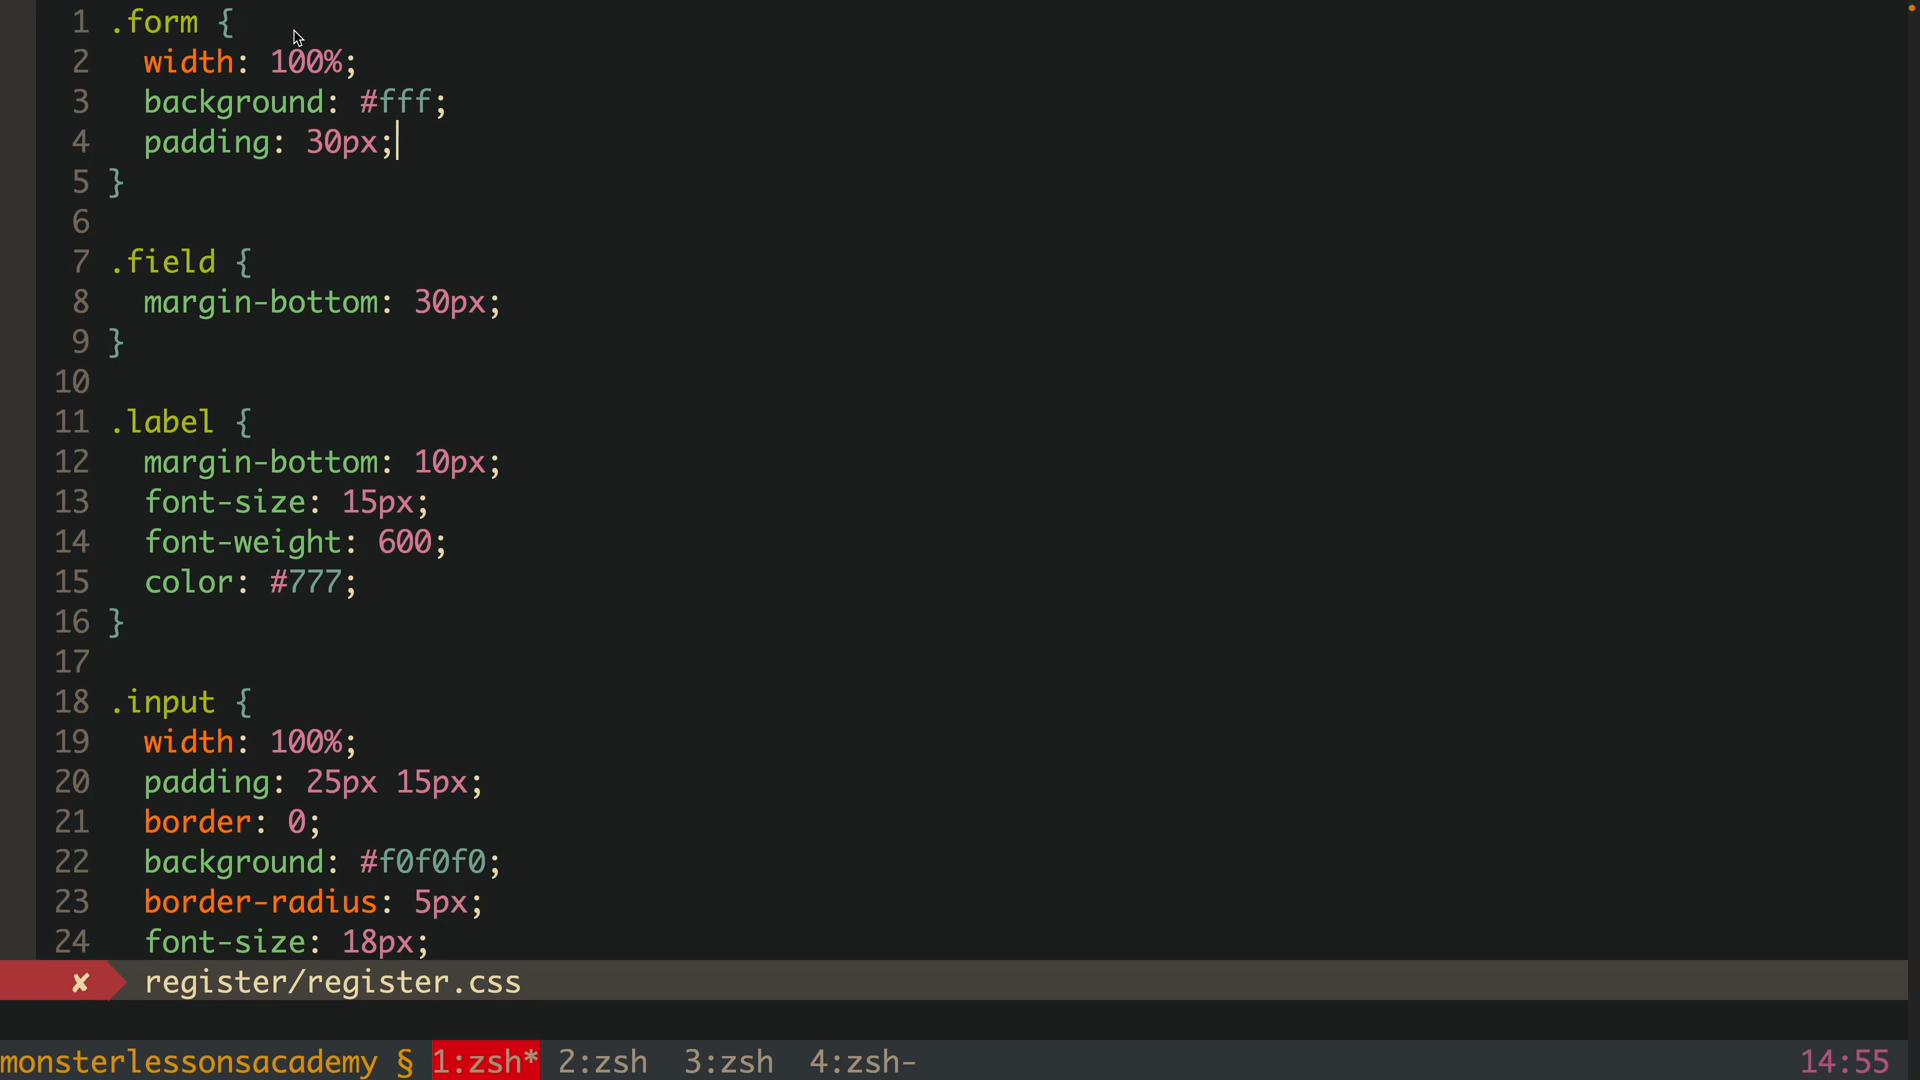 1 .form {
2 width: 100%;
3 background: #fff;
4 padding: 30px;
5 }
6
7 .field {
8 margin-bottom: 30px;
9 }
10
11 .label {
12 margin-bottom: 10px;
13 font-size: 15px;
14 font-weight: 600;
15 color: #777;
16 }
17
18 .input {
19 width: 100%;
20 padding: 25px 15px;
21 border: 0;
22 background: #f0f0f0;
23 border-radius: 5px;
24 font-size: 18px;
✘ register/register.css
monsterlessonsacademy § 1:zsh* 2:zsh 3:zsh 4:zsh- 14:55